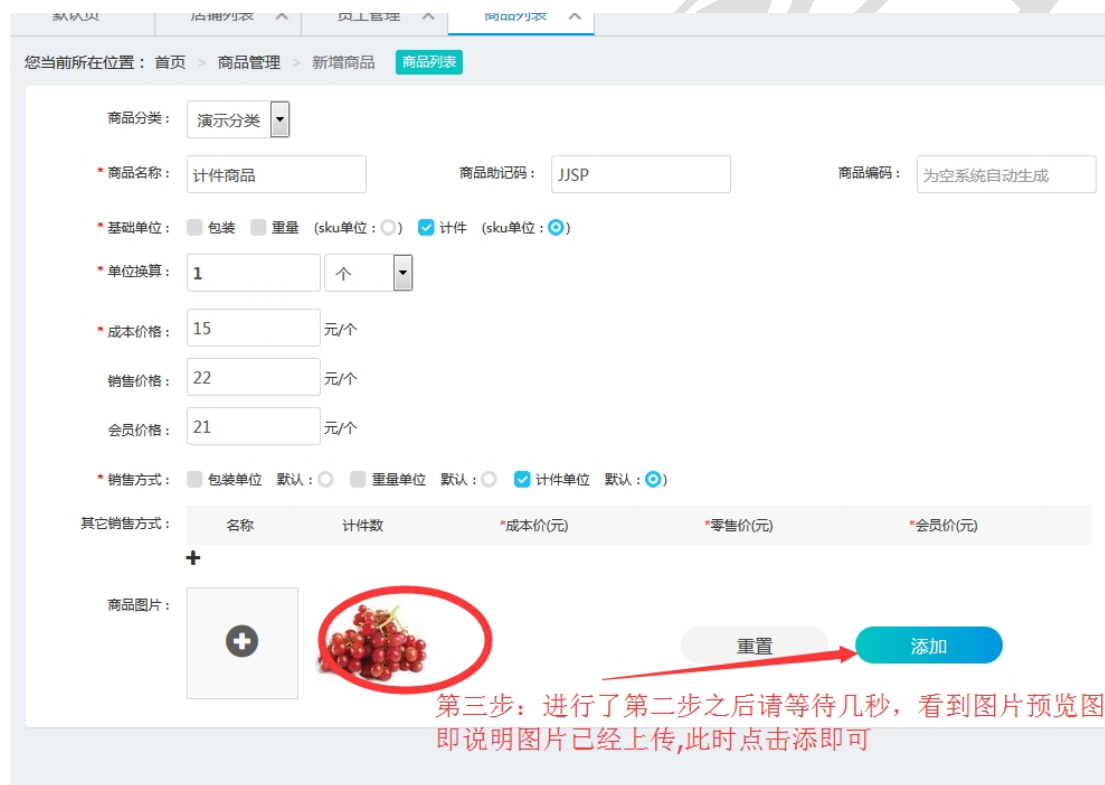 默认页 店铺列表 员工管理 商品列表
您当前所在位置： 首页 > 商品管理 > 新增商品 商品列表
商品分类： 演示分类
* 商品名称： 计件商品 商品助记码： JJSP 商品编码： 为空系统自动生成
* 基础单位： 包装 重量 (sku单位：) 计件 (sku单位：)
* 单位换算： 1 个
* 成本价格： 15 元/个
销售价格： 22 元/个
会员价格： 21 元/个
* 销售方式： 包装单位 默认： 重量单位 默认： 计件单位 默认：)
其它销售方式： 名称 计件数 *成本价(元) *零售价(元) *会员价(元)
商品图片：
重置 添加
第三步：进行了第二步之后请等待几秒，看到图片预览图
即说明图片已经上传,此时点击添即可